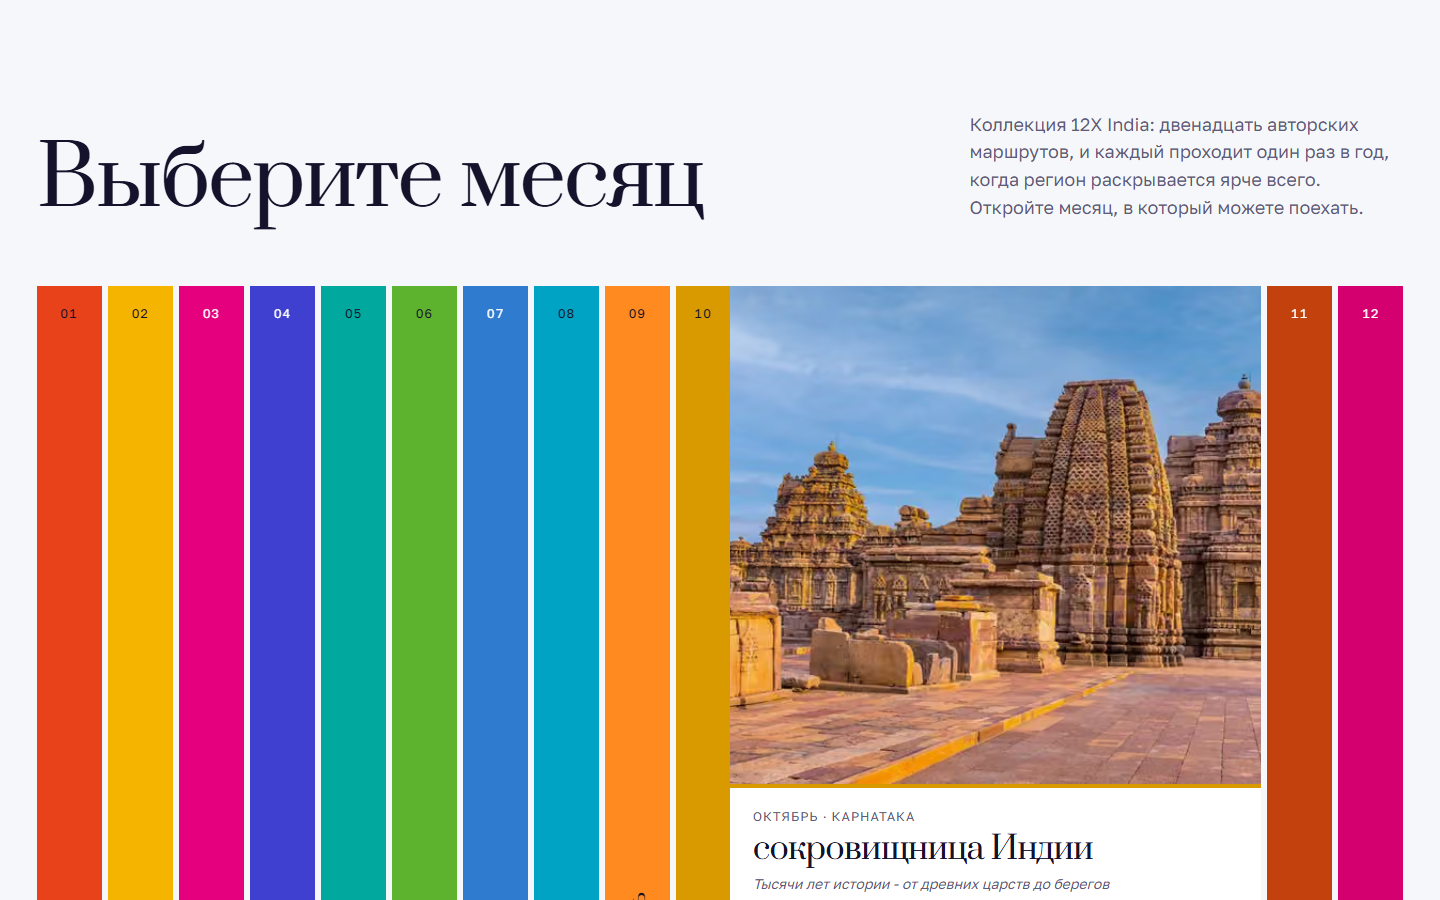 Выберите месяц
Коллекция 12X India: двенадцать авторских
маршрутов, и каждый проходит один раз в год,
когда регион раскрывается ярче всего.
Откройте месяц, в который можете поехать.
01
02
03
04
05
06
07
08
09
10
11
12
ОКТЯБРЬ · КАРНАТАКА
сокровищница Индии
Тысячи лет истории - от древних царств до берегов